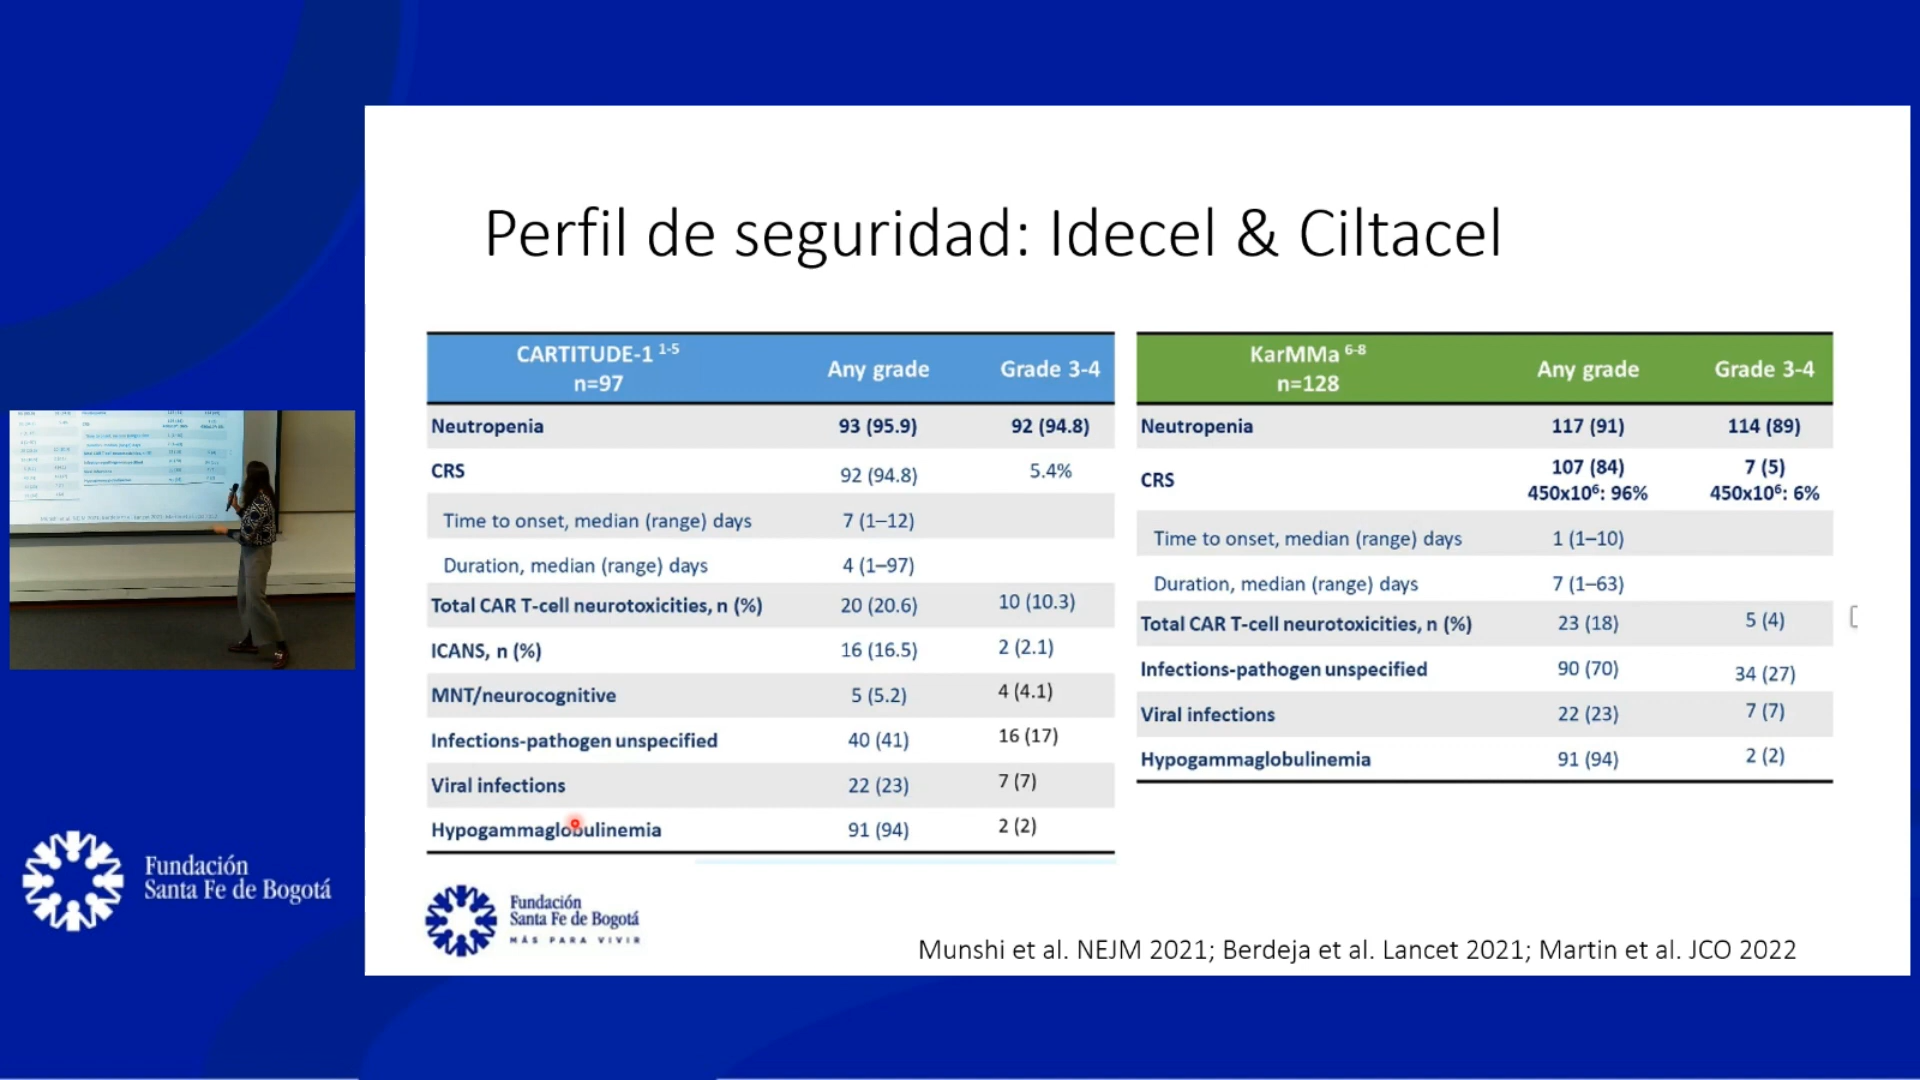 Perfil de seguridad: Idecel & Ciltacel
CARTITUDE-1 1-5
n=97
Any grade
Grade 3-4
Neutropenia 93 (95.9) 92 (94.8)
CRS 92 (94.8) 5.4%
Time to onset, median (range) days 7 (1–12)
Duration, median (range) days 4 (1–97)
Total CAR T-cell neurotoxicities, n (%) 20 (20.6) 10 (10.3)
ICANS, n (%) 16 (16.5) 2 (2.1)
MNT/neurocognitive 5 (5.2) 4 (4.1)
Infections-pathogen unspecified 40 (41) 16 (17)
Viral infections 22 (23) 7 (7)
Hypogammaglobulinemia 91 (94) 2 (2)
KarMMa 6-8
n=128
Any grade
Grade 3-4
Neutropenia 117 (91) 114 (89)
CRS 107 (84) 7 (5)
450x10⁶: 96% 450x10⁶: 6%
Time to onset, median (range) days 1 (1–10)
Duration, median (range) days 7 (1–63)
Total CAR T-cell neurotoxicities, n (%) 23 (18) 5 (4)
Infections-pathogen unspecified 90 (70) 34 (27)
Viral infections 22 (23) 7 (7)
Hypogammaglobulinemia 91 (94) 2 (2)
Fundación
Santa Fe de Bogotá
Fundación
Santa Fe de Bogotá
MÁS PARA VIVIR
Munshi et al. NEJM 2021; Berdeja et al. Lancet 2021; Martin et al. JCO 2022